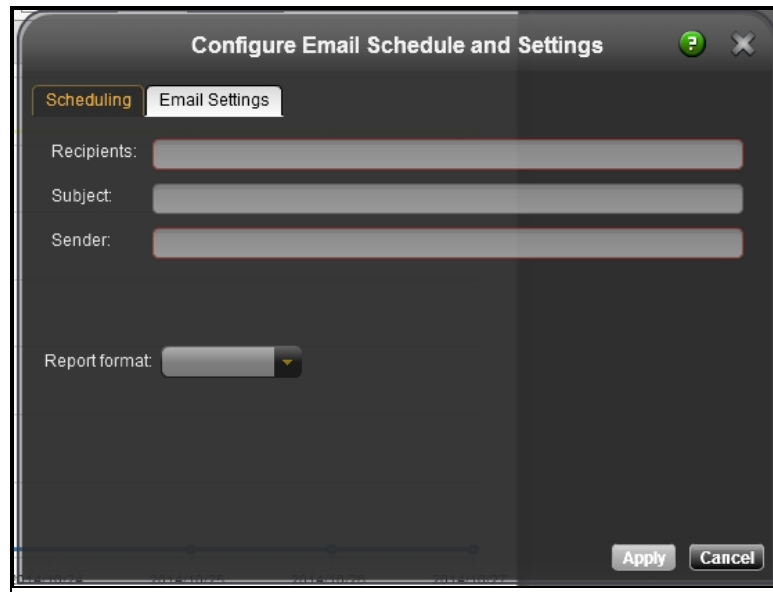 Configure Email Schedule and Settings
?
Scheduling
Email Settings
Recipients:
Subject:
Sender:
Report format:
Apply
Cancel